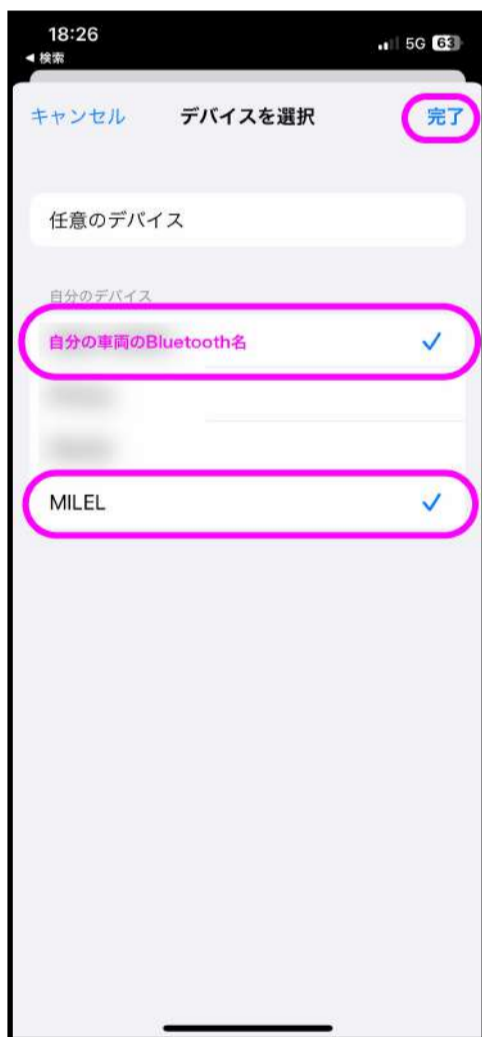 18:26
◀ 検索
5G 63
キャンセル デバイスを選択 完了
任意のデバイス
自分のデバイス
自分の車両のBluetooth名
MILEL